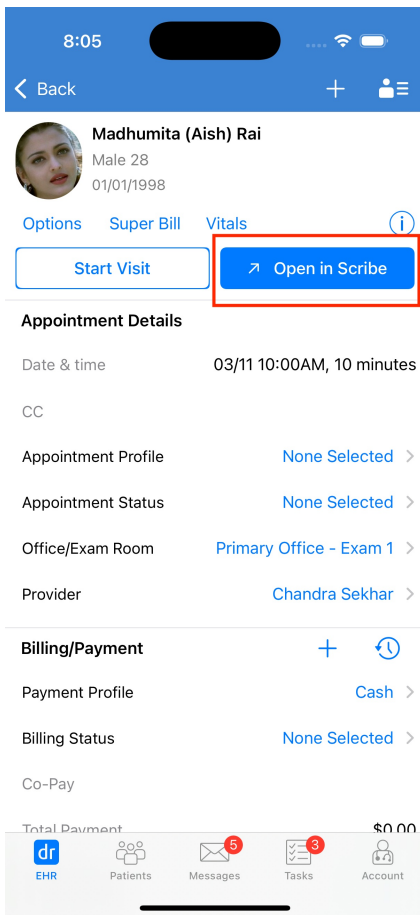 8:05
Back
Madhumita (Aish) Rai
Male 28
01/01/1998
Options Super Bill Vitals
Start Visit Open in Scribe
Appointment Details
Date & time 03/11 10:00AM, 10 minutes
CC
Appointment Profile None Selected
Appointment Status None Selected
Office/Exam Room Primary Office - Exam 1
Provider Chandra Sekhar
Billing/Payment
Payment Profile Cash
Billing Status None Selected
Co-Pay
Total Payment $0.00
dr 5 3
EHR Patients Messages Tasks Account